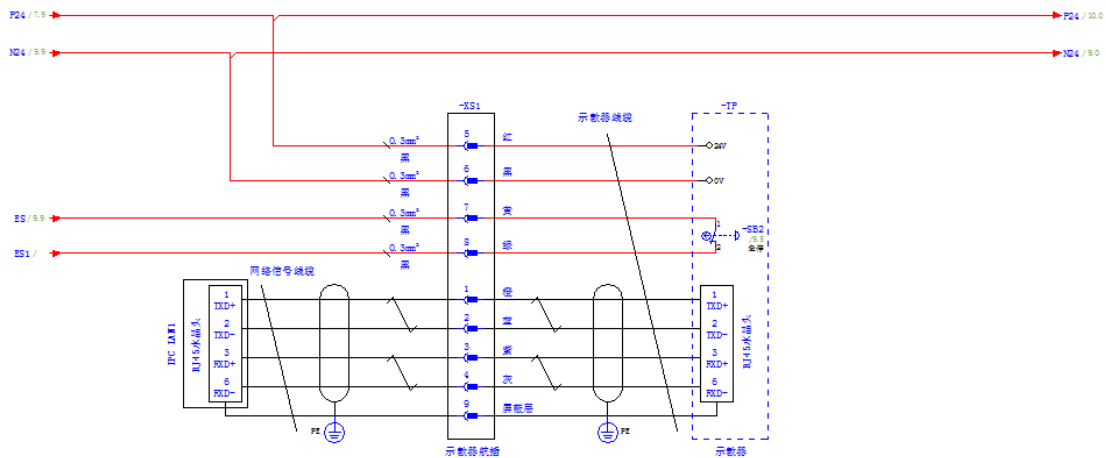 P24 /7.9
P24 /10.0
N24 /9.9
N24 /9.0
-XS1
-TP
示教器线缆
0.3mm²
黑
5
红
24V
0.3mm²
黑
6
黑
0V
ES /9.9
0.3mm²
黑
7
黄
1
-SB2
/9.8
急停
2
ES1 /
0.3mm²
黑
8
绿
网络信号线缆
IPC LAN1
RJ45水晶头
1
TXD+
2
TXD-
3
RXD+
6
RXD-
1
橙
2
蓝
3
紫
4
灰
9
屏蔽层
1
TXD+
2
TXD-
3
RXD+
6
RXD-
RJ45水晶头
PE
PE
示教器航插
示教器